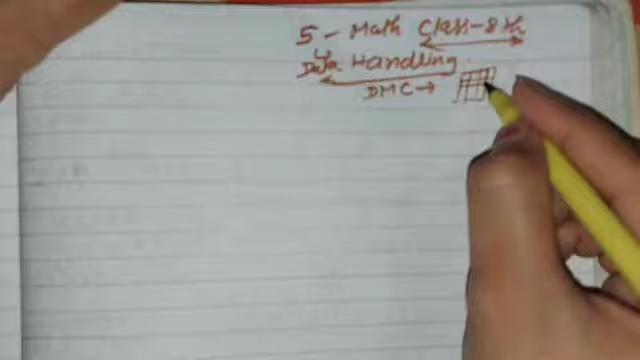 5 - Math Class-8th
Data Handling
DMC →